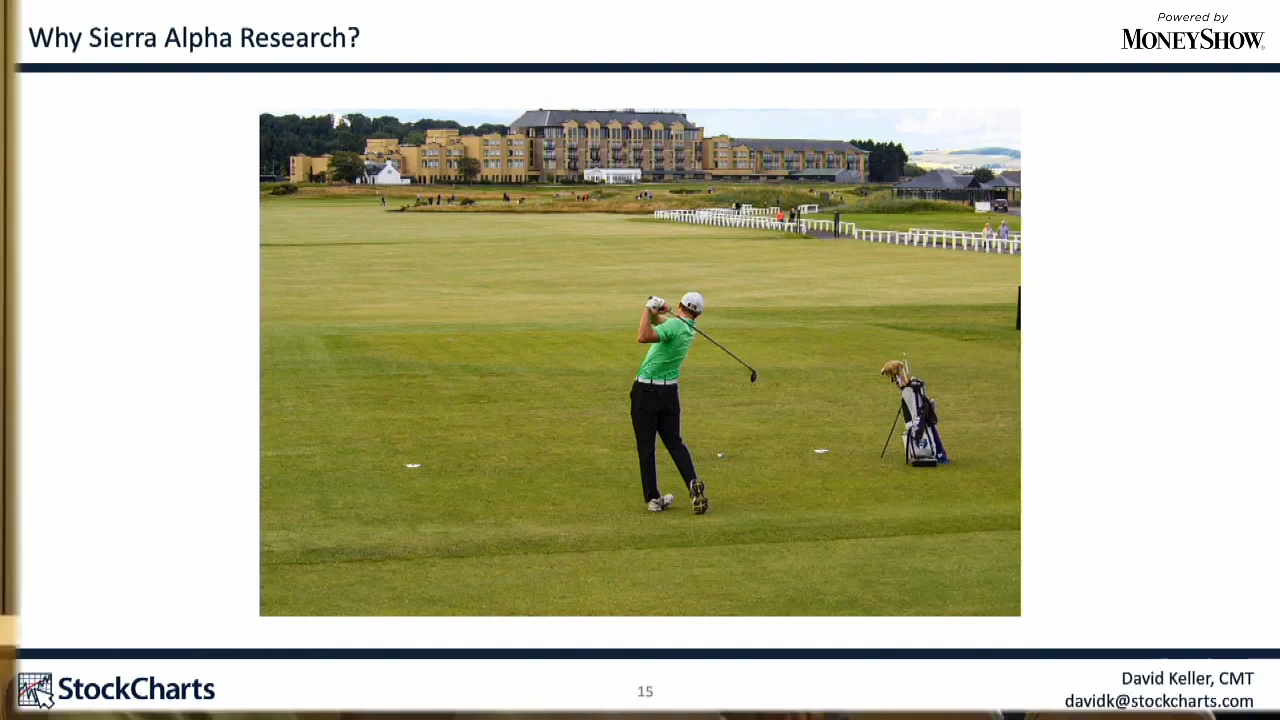 Why Sierra Alpha Research?
Powered by
MONEYSHOW
StockCharts
15
David Keller, CMT
davidk@stockcharts.com